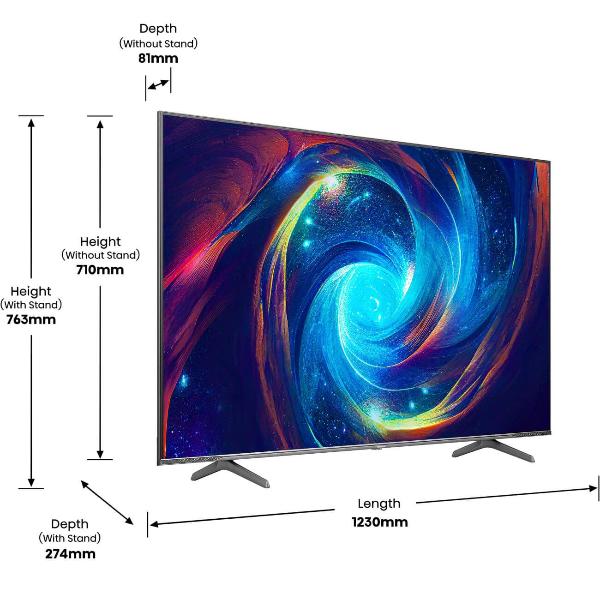 Depth
(Without Stand)
81mm
Height
(Without Stand)
710mm
Height
(With Stand)
763mm
Depth
(With Stand)
274mm
Length
1230mm